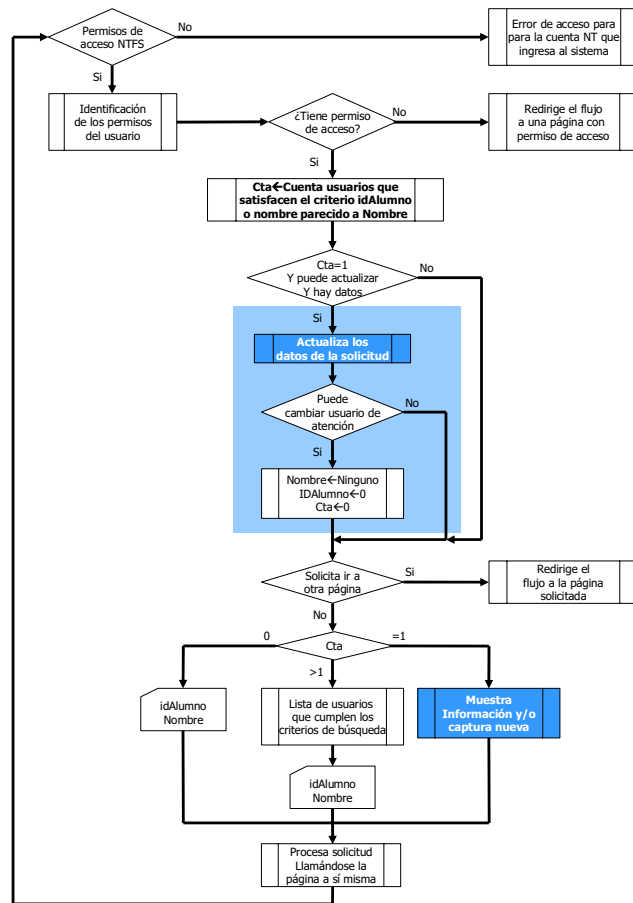 Permisos de
acceso NTFS
No
Error de acceso para
para la cuenta NT que
ingresa al sistema
Si
Identificación
de los permisos
del usuario
¿Tiene permiso
de acceso?
No
Redirige el flujo
a una página con
permiso de acceso
Si
Cta←Cuenta usuarios que
satisfacen el criterio idAlumno
o nombre parecido a Nombre
Cta=1
Y puede actualizar
Y hay datos
No
Si
Actualiza los
datos de la solicitud
Puede
cambiar usuario de
atención
No
Si
Nombre←Ninguno
IDAlumno←0
Cta←0
Solicita ir a
otra página
Si
Redirige el
flujo a la página
solicitada
No
Cta
0
=1
>1
idAlumno
Nombre
Lista de usuarios
que cumplen los
criterios de búsqueda
Muestra
Información y/o
captura nueva
idAlumno
Nombre
Procesa solicitud
Llamándose la
página a sí misma